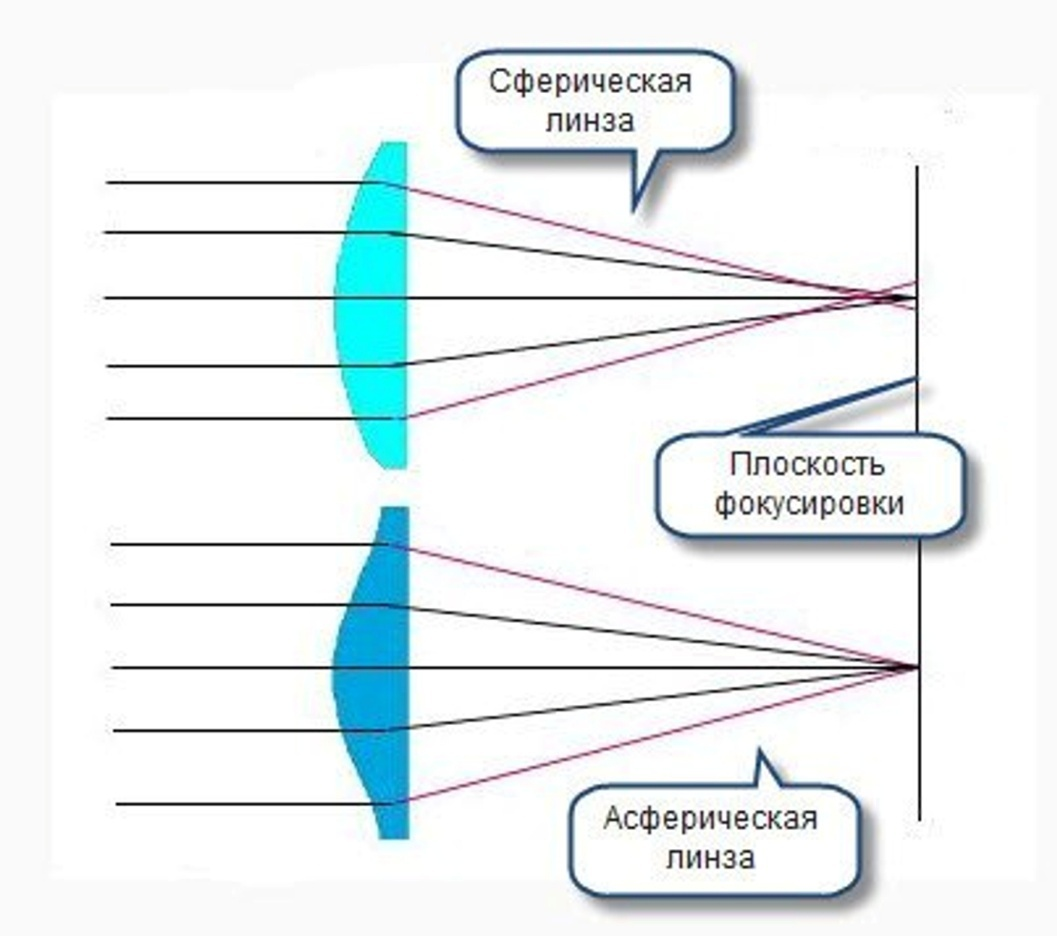 Сферическая
линза
Плоскость
фокусировки
Асферическая
линза